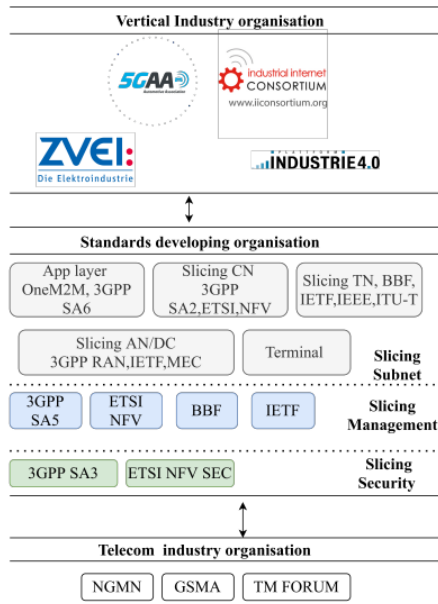 Vertical Industry organisation
5GAA
Automotive Association
industrial internet
CONSORTIUM
www.iiconsortium.org
ZVEI:
Die Elektroindustrie
PLATTFORM
INDUSTRIE4.0
Standards developing organisation
App layer
OneM2M, 3GPP
SA6
Slicing CN
3GPP
SA2,ETSI,NFV
Slicing TN, BBF,
IETF,IEEE,ITU-T
Slicing AN/DC
3GPP RAN,IETF,MEC
Terminal
Slicing
Subnet
3GPP
SA5
ETSI
NFV
BBF
IETF
Slicing
Management
3GPP SA3
ETSI NFV SEC
Slicing
Security
Telecom industry organisation
NGMN
GSMA
TM FORUM